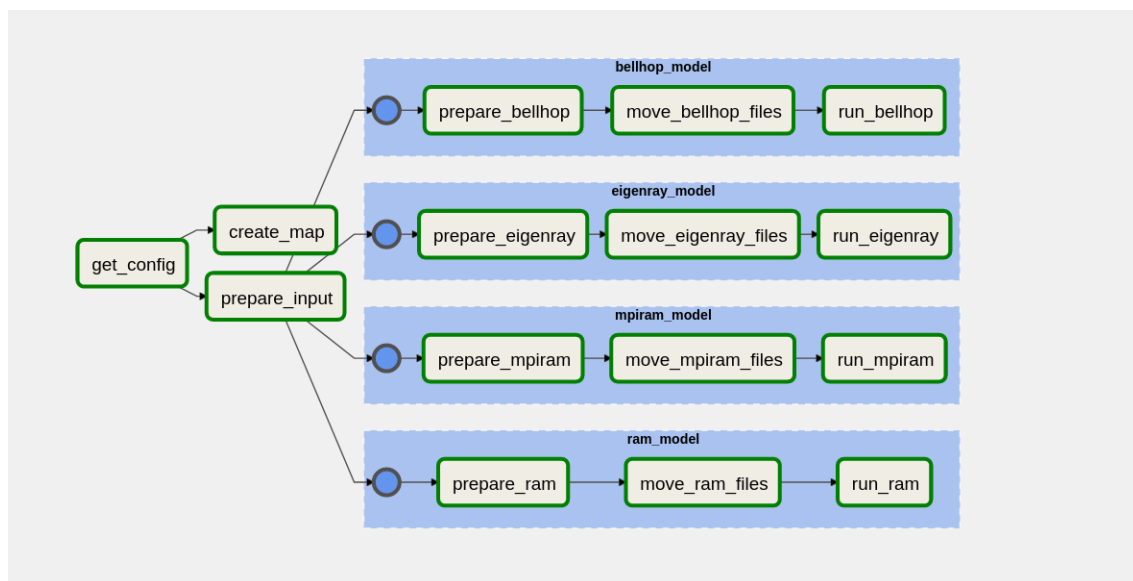 bellhop_model
prepare_bellhop move_bellhop_files run_bellhop
eigenray_model
create_map
prepare_eigenray move_eigenray_files run_eigenray
get_config
prepare_input
mpiram_model
prepare_mpiram move_mpiram_files run_mpiram
ram_model
prepare_ram move_ram_files run_ram